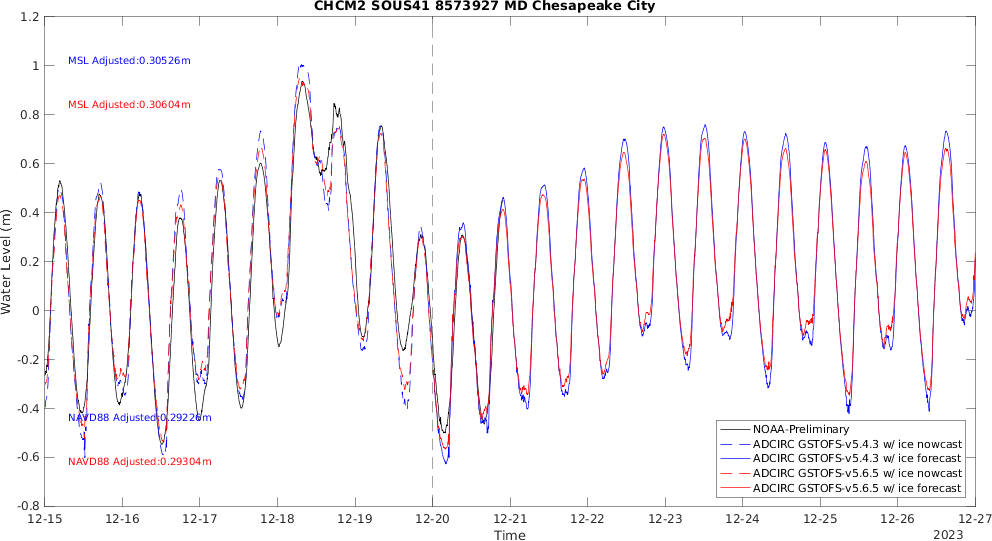 CHCM2 SOUS41 8573927 MD Chesapeake City
1.2
1
0.8
0.6
0.4
0.2
0
-0.2
-0.4
-0.6
-0.8
Water Level (m)
MSL Adjusted:0.30526m
MSL Adjusted:0.30604m
NAVD88 Adjusted:0.29226m
NAVD88 Adjusted:0.29304m
NOAA-Preliminary
ADCIRC GSTOFS-v5.4.3 w/ ice nowcast
ADCIRC GSTOFS-v5.4.3 w/ ice forecast
ADCIRC GSTOFS-v5.6.5 w/ ice nowcast
ADCIRC GSTOFS-v5.6.5 w/ ice forecast
12-15 12-16 12-17 12-18 12-19 12-20 12-21 12-22 12-23 12-24 12-25 12-26 12-27
Time
2023